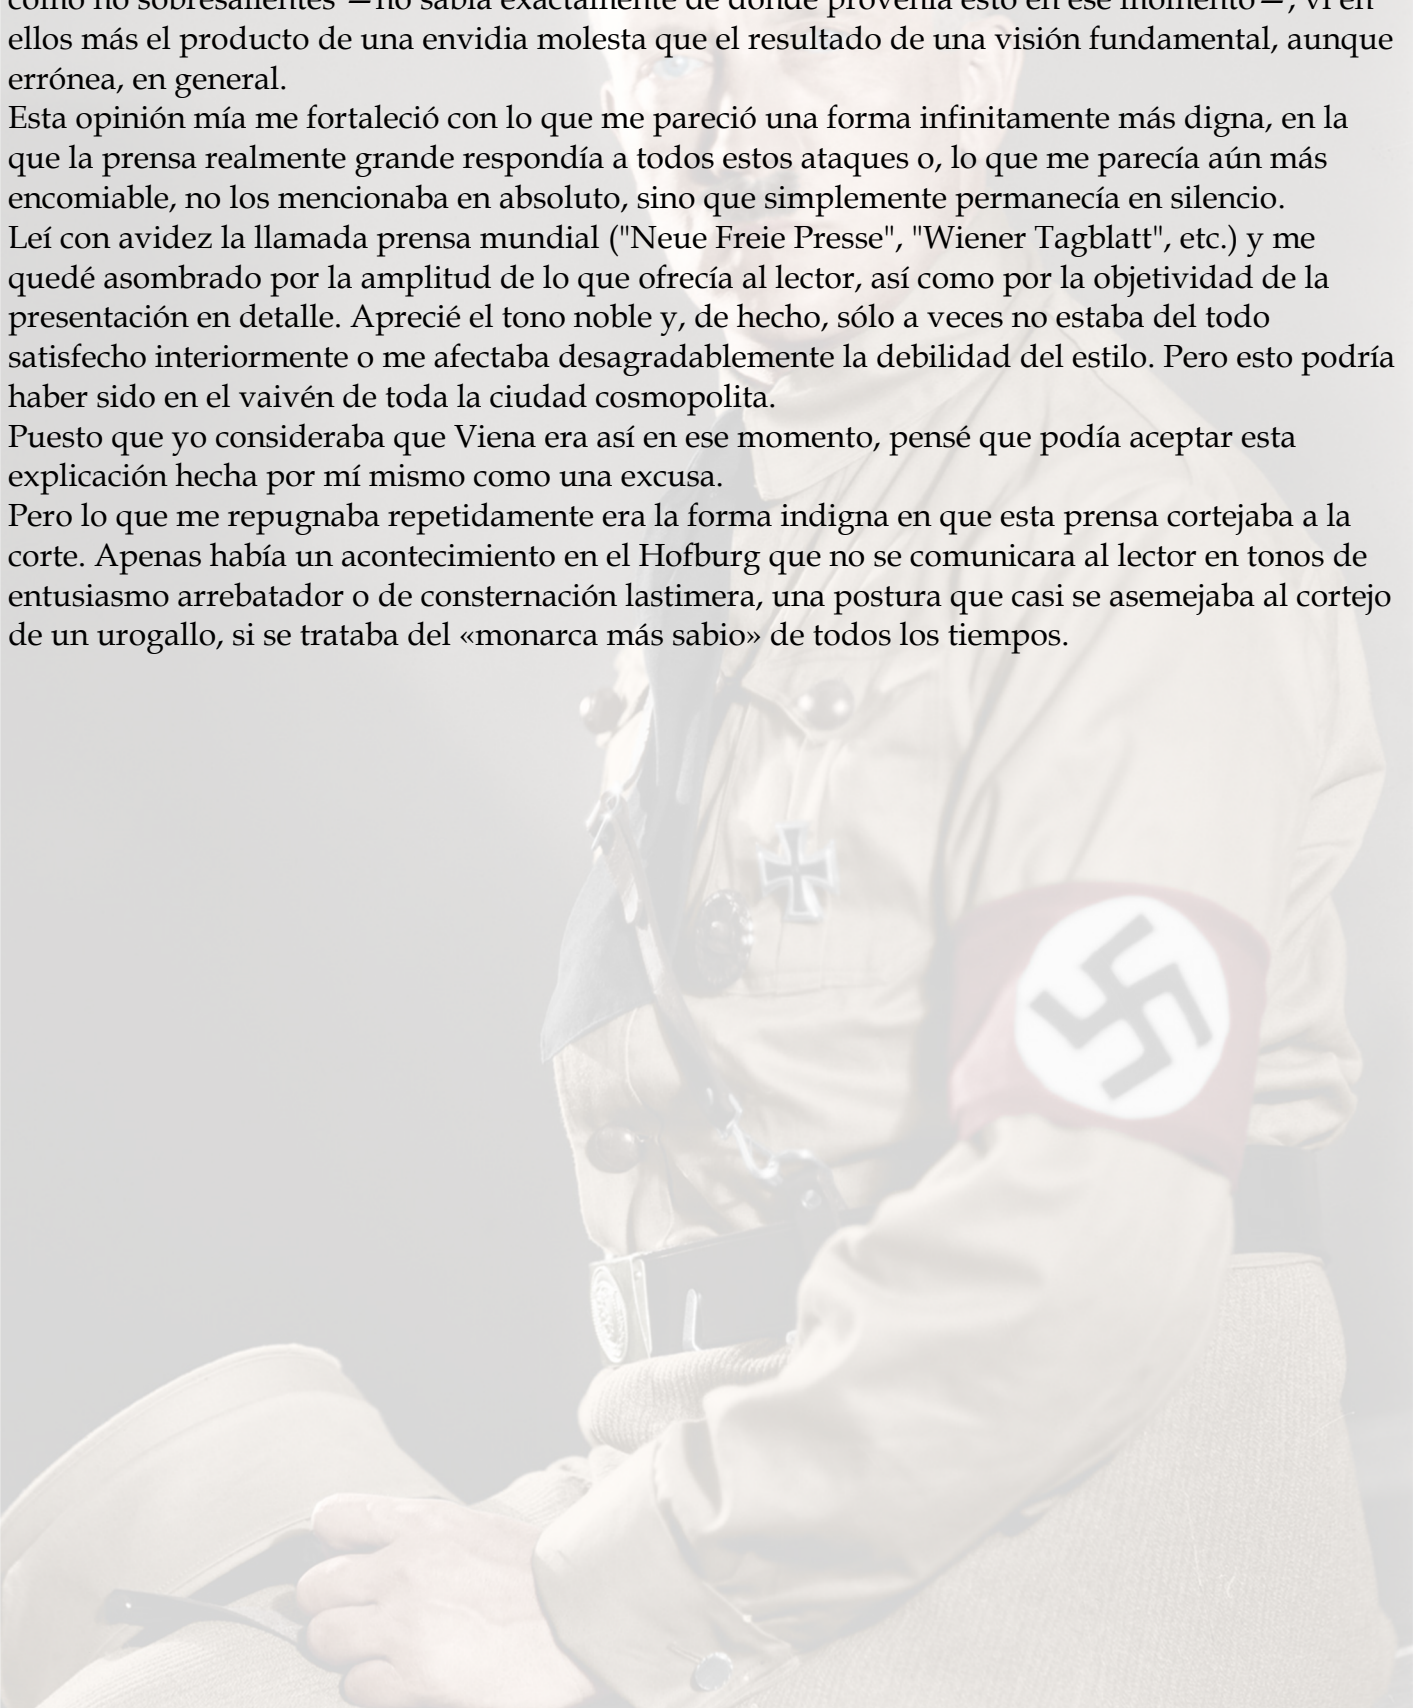 como no sobresalientes —no sabía exactamente de dónde provenía esto en ese momento—, vi en
ellos más el producto de una envidia molesta que el resultado de una visión fundamental, aunque
errónea, en general.
Esta opinión mía me fortaleció con lo que me pareció una forma infinitamente más digna, en la
que la prensa realmente grande respondía a todos estos ataques o, lo que me parecía aún más
encomiable, no los mencionaba en absoluto, sino que simplemente permanecía en silencio.
Leí con avidez la llamada prensa mundial ("Neue Freie Presse", "Wiener Tagblatt", etc.) y me
quedé asombrado por la amplitud de lo que ofrecía al lector, así como por la objetividad de la
presentación en detalle. Aprecié el tono noble y, de hecho, sólo a veces no estaba del todo
satisfecho interiormente o me afectaba desagradablemente la debilidad del estilo. Pero esto podría
haber sido en el vaivén de toda la ciudad cosmopolita.
Puesto que yo consideraba que Viena era así en ese momento, pensé que podía aceptar esta
explicación hecha por mí mismo como una excusa.
Pero lo que me repugnaba repetidamente era la forma indigna en que esta prensa cortejaba a la
corte. Apenas había un acontecimiento en el Hofburg que no se comunicara al lector en tonos de
entusiasmo arrebatador o de consternación lastimera, una postura que casi se asemejaba al cortejo
de un urogallo, si se trataba del «monarca más sabio» de todos los tiempos.